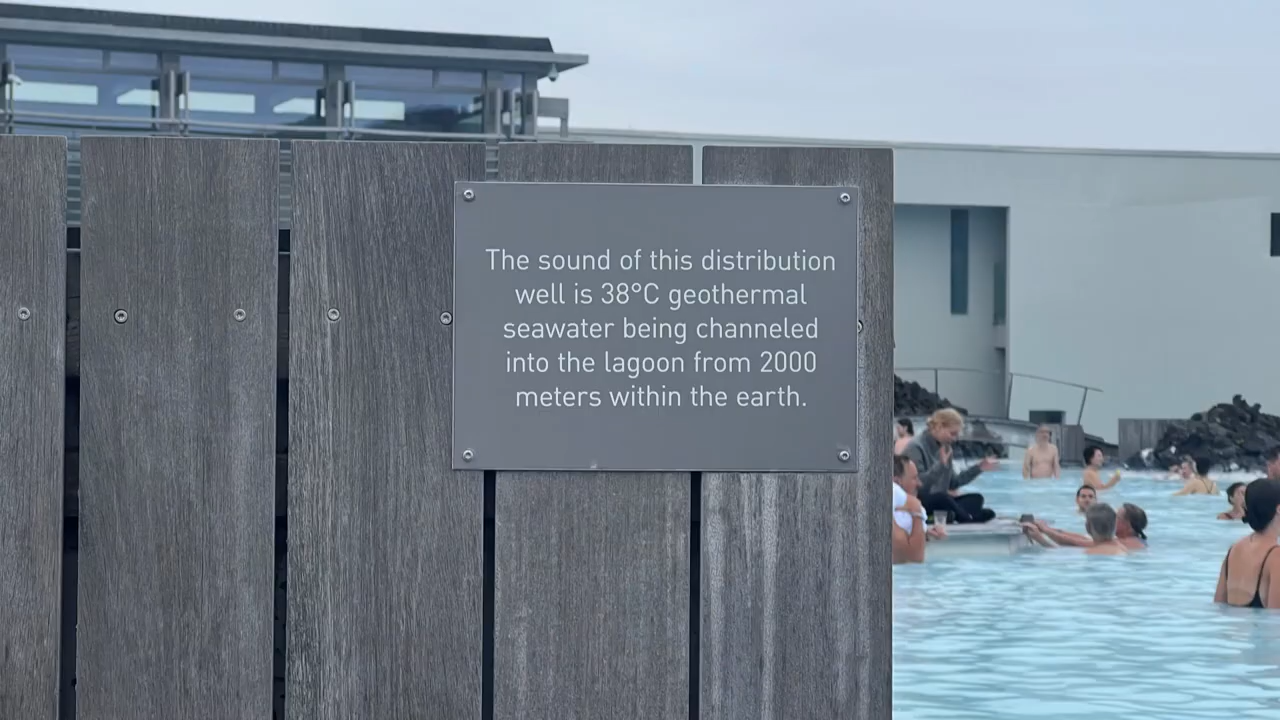 The sound of this distribution
well is 38°C geothermal
seawater being channeled
into the lagoon from 2000
meters within the earth.